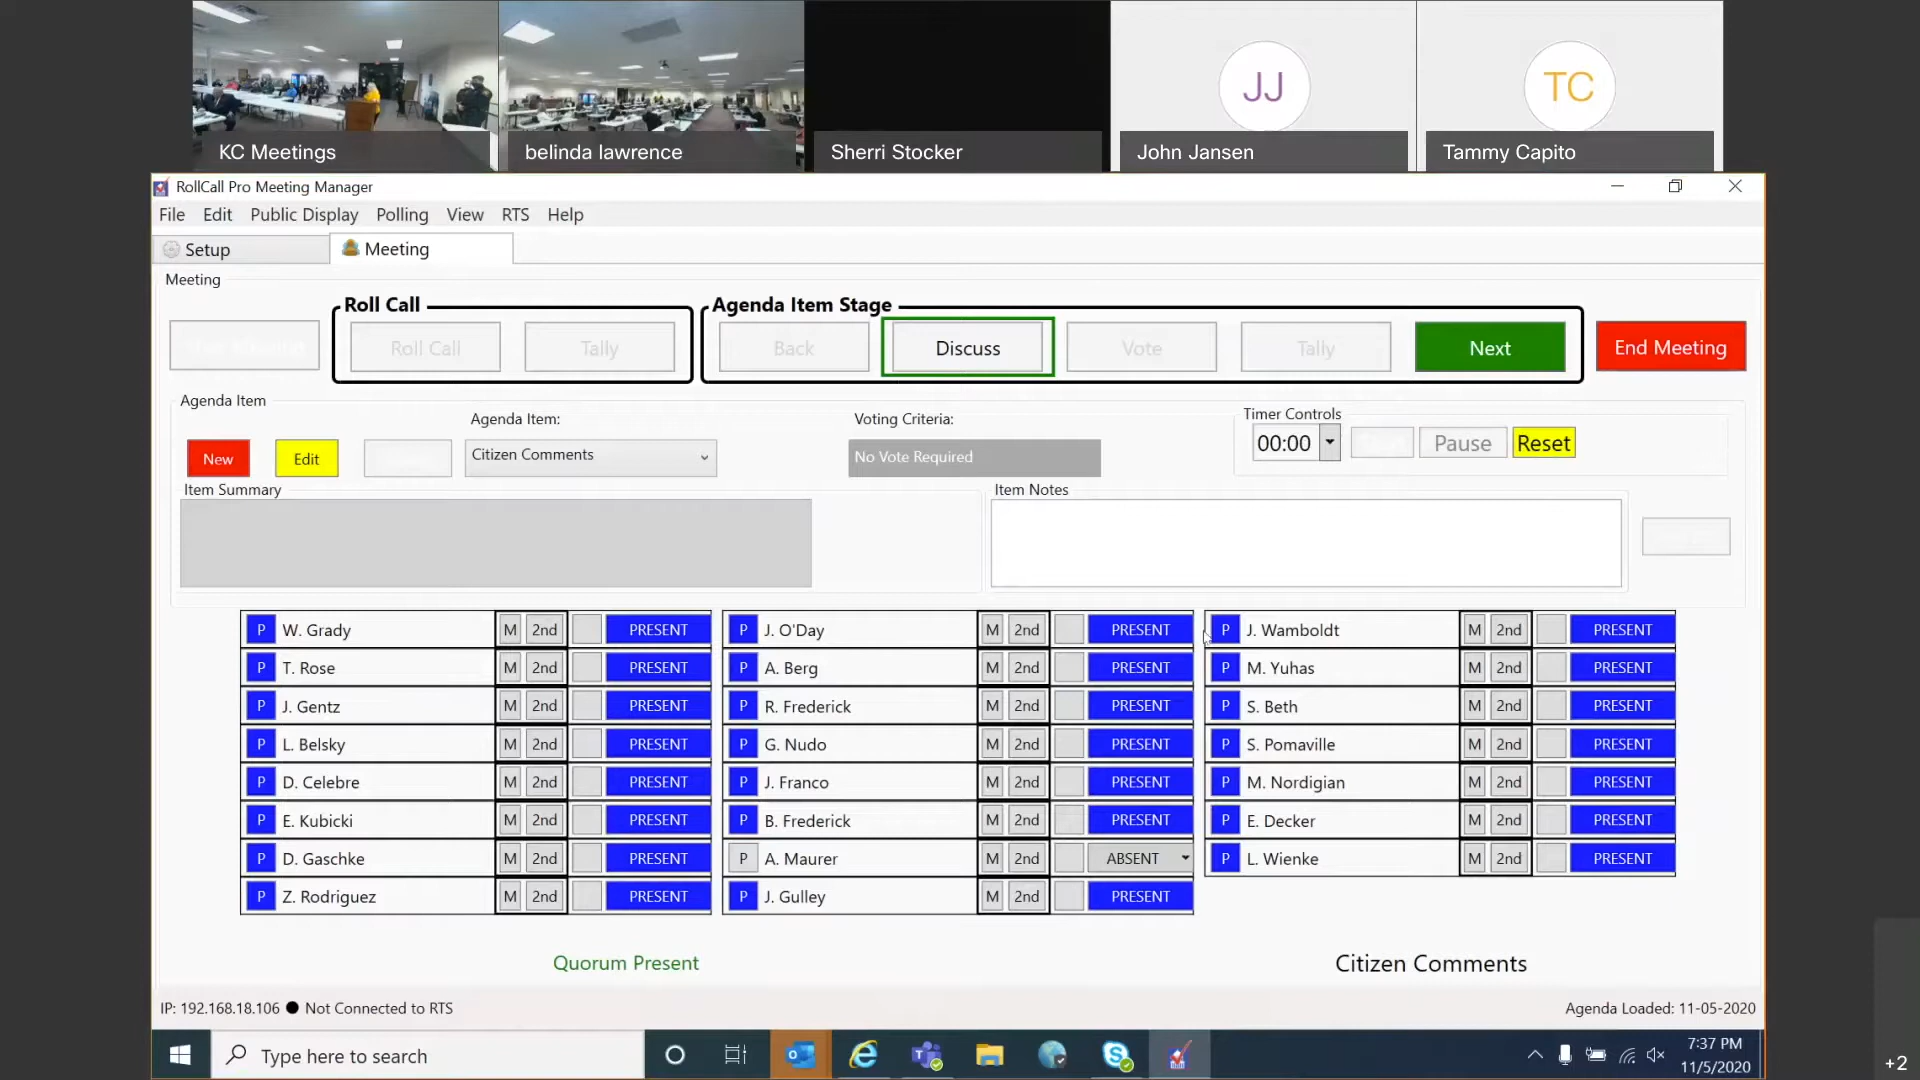 JJ
TC
KC Meetings
belinda lawrence
Sherri Stocker
John Jansen
Tammy Capito
RollCall Pro Meeting Manager
File Edit Public Display Polling View RTS Help
Setup Meeting
Meeting
Roll Call
Agenda Item Stage
Roll Call Tally Back Discuss Vote Tally Next End Meeting
Agenda Item
Agenda Item:
Voting Criteria:
Timer Controls
New Edit Citizen Comments No Vote Required 00:00 Pause Reset
Item Summary
Item Notes
P W. Grady M 2nd PRESENT P J. O'Day M 2nd PRESENT P J. Wamboldt M 2nd PRESENT
P T. Rose M 2nd PRESENT P A. Berg M 2nd PRESENT P M. Yuhas M 2nd PRESENT
P J. Gentz M 2nd PRESENT P R. Frederick M 2nd PRESENT P S. Beth M 2nd PRESENT
P L. Belsky M 2nd PRESENT P G. Nudo M 2nd PRESENT P S. Pomaville M 2nd PRESENT
P D. Celebre M 2nd PRESENT P J. Franco M 2nd PRESENT P M. Nordigian M 2nd PRESENT
P E. Kubicki M 2nd PRESENT P B. Frederick M 2nd PRESENT P E. Decker M 2nd PRESENT
P D. Gaschke M 2nd PRESENT P A. Maurer M 2nd ABSENT P L. Wienke M 2nd PRESENT
P Z. Rodriguez M 2nd PRESENT P J. Gulley M 2nd PRESENT
Quorum Present
Citizen Comments
IP: 192.168.18.106 Not Connected to RTS
Agenda Loaded: 11-05-2020
Type here to search
7:37 PM
11/5/2020
+2